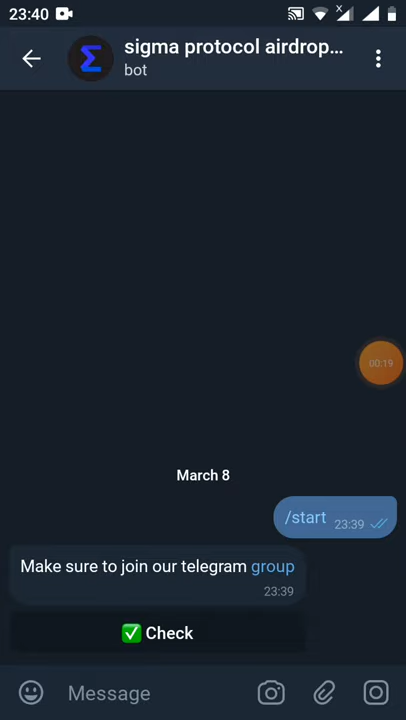 23:40
sigma protocol airdrop...
bot
00:19
March 8
/start 23:39
Make sure to join our telegram group
23:39
✅ Check
Message